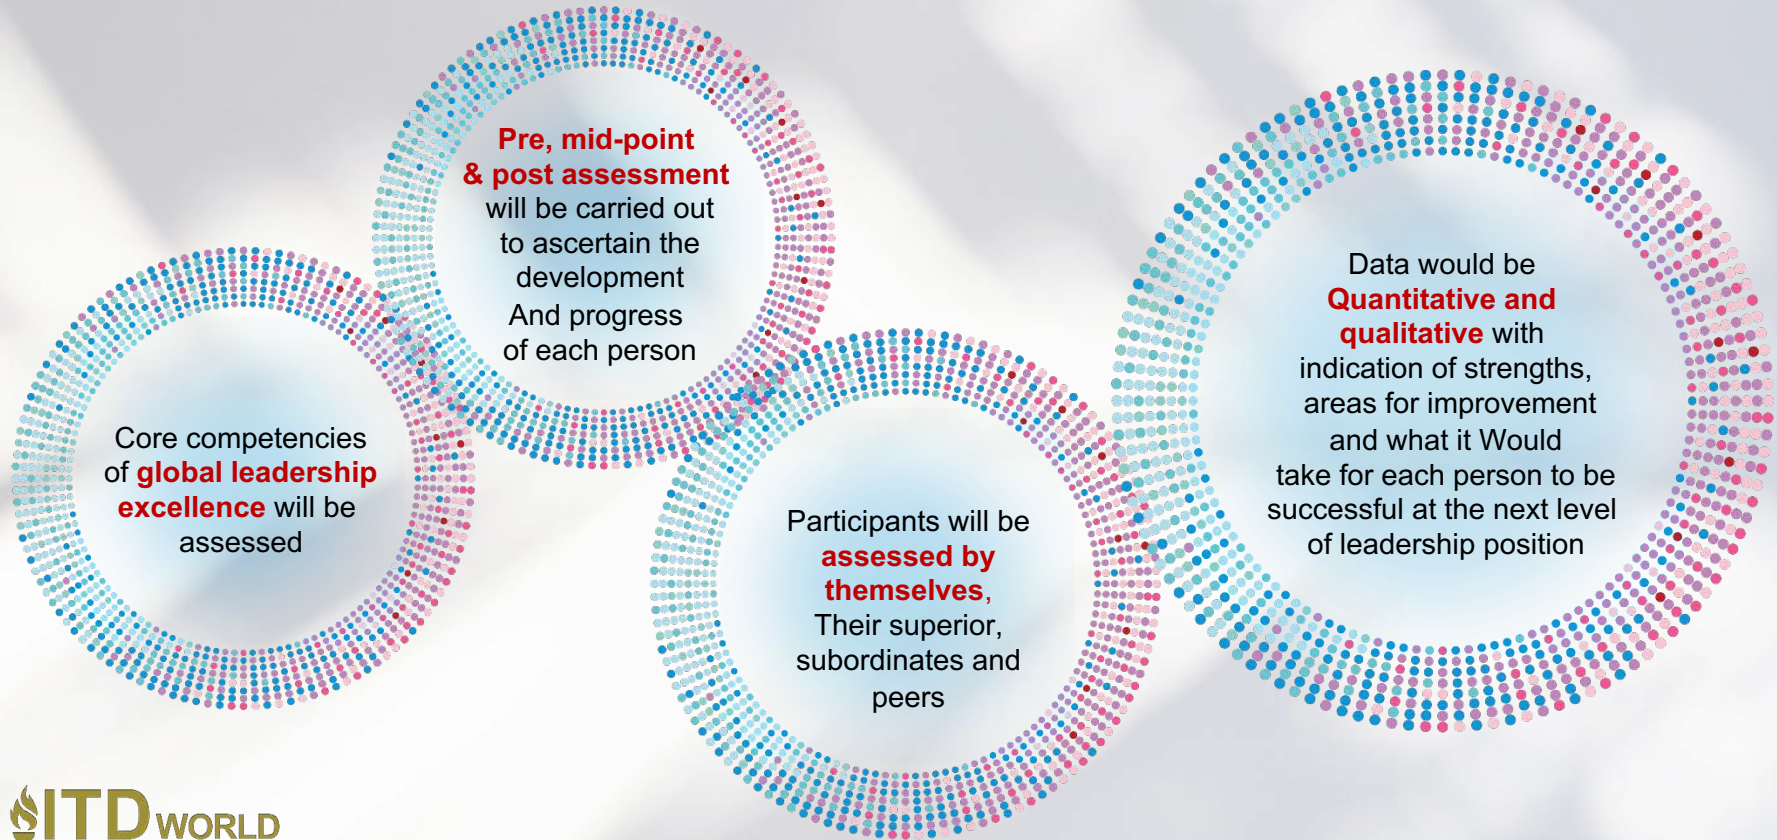 Core competencies
of global leadership
excellence will be
assessed
Pre, mid-point
& post assessment
will be carried out
to ascertain the
development
And progress
of each person
Participants will be
assessed by
themselves,
Their superior,
subordinates and
peers
Data would be
Quantitative and
qualitative with
indication of strengths,
areas for improvement
and what it Would
take for each person to be
successful at the next level
of leadership position
ITD WORLD